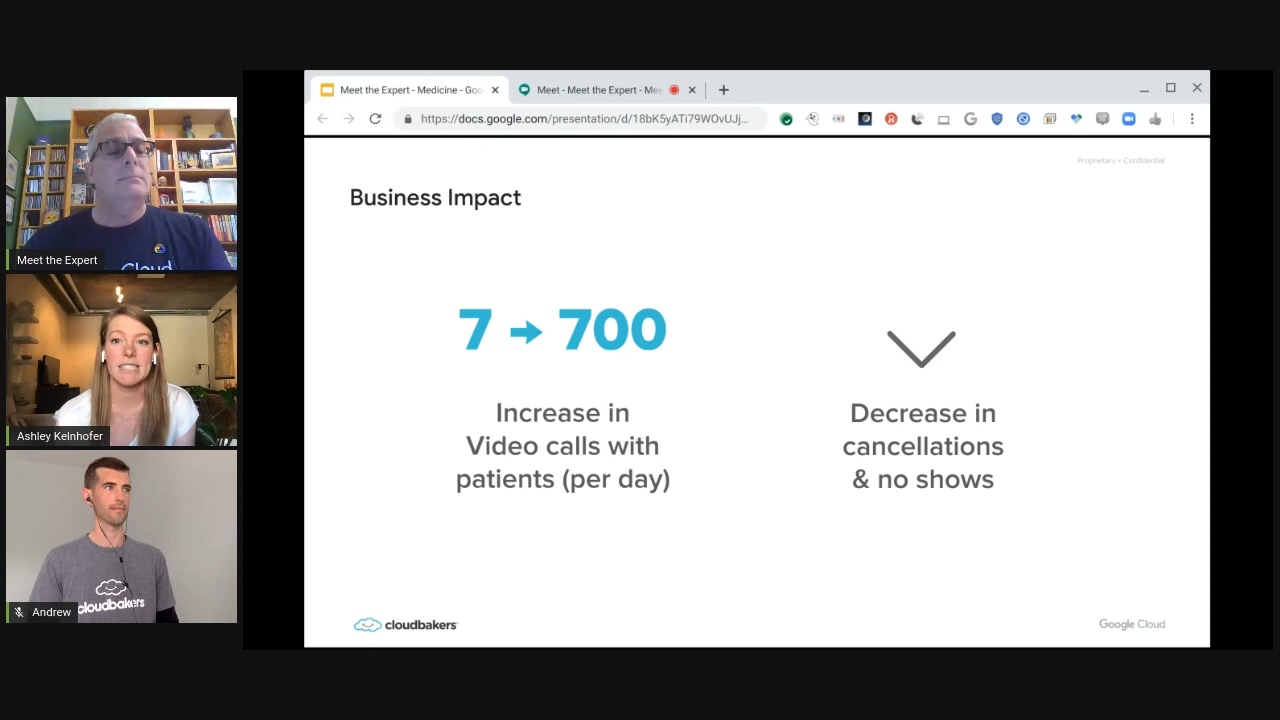 Meet the Expert - Medicine - Goo
Meet - Meet the Expert - Mee
https://docs.google.com/presentation/d/18bK5yATi79WOvUJj...
Proprietary + Confidential
Business Impact
7 → 700
Increase in
Video calls with
patients (per day)
Decrease in
cancellations
& no shows
cloudbakers
Google Cloud
Cloud
Meet the Expert
Ashley Kelnhofer
cloudbakers
Andrew